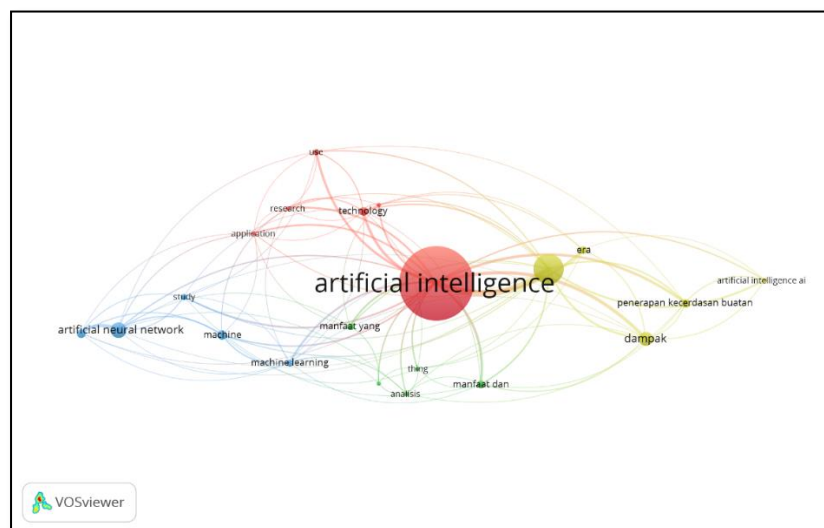 use
research
technology
application
era
artificial intelligence
artificial intelligence ai
study
penerapan kecerdasan buatan
artificial neural network
machine
manfaat yang
dampak
machine learning
thing
manfaat dan
analisis
VOSviewer